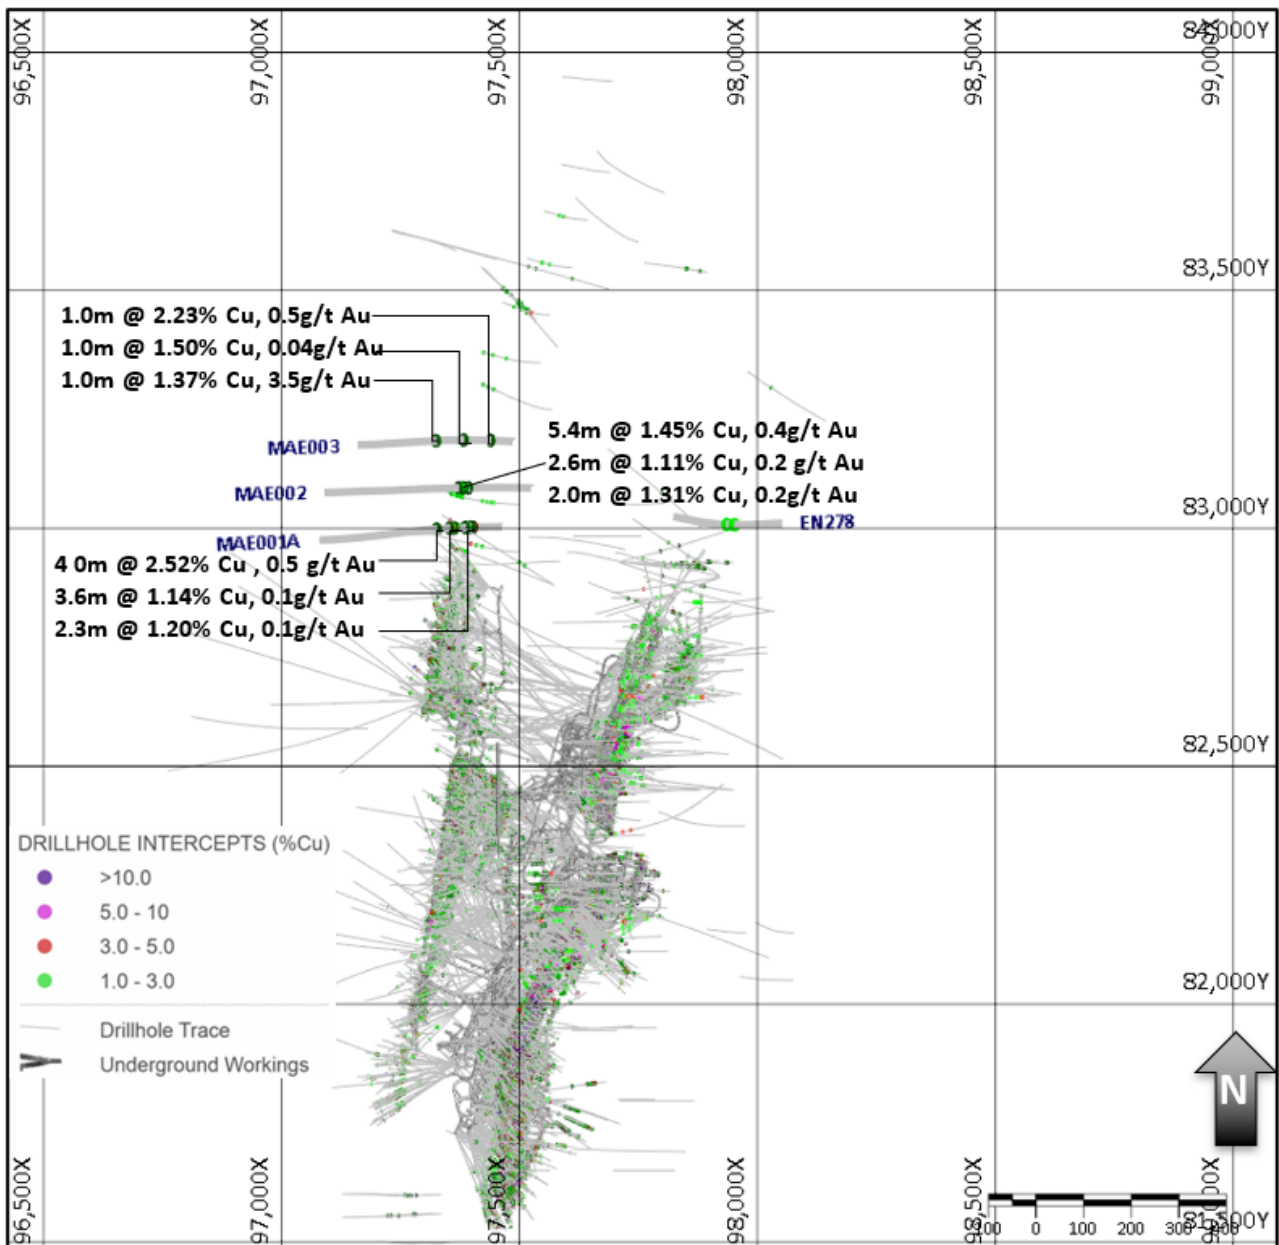 96,500X
97,000X
97,500X
98,000X
98,500X
99,000X
84,000Y
83,500Y
1.0m @ 2.23% Cu, 0.5g/t Au
1.0m @ 1.50% Cu, 0.04g/t Au
1.0m @ 1.37% Cu, 3.5g/t Au
MAE003
5.4m @ 1.45% Cu, 0.4g/t Au
2.6m @ 1.11% Cu, 0.2 g/t Au
2.0m @ 1.31% Cu, 0.2g/t Au
MAE002
83,000Y
EN278
MAE001A
4 0m @ 2.52% Cu , 0.5 g/t Au
3.6m @ 1.14% Cu, 0.1g/t Au
2.3m @ 1.20% Cu, 0.1g/t Au
82,500Y
DRILLHOLE INTERCEPTS (%Cu)
>10.0
5.0 - 10
3.0 - 5.0
1.0 - 3.0
82,000Y
Drillhole Trace
Underground Workings
N
96,500X
97,000X
97,500X
98,000X
98,500X
99,000X
81,500Y
100 0 100 200 300 400